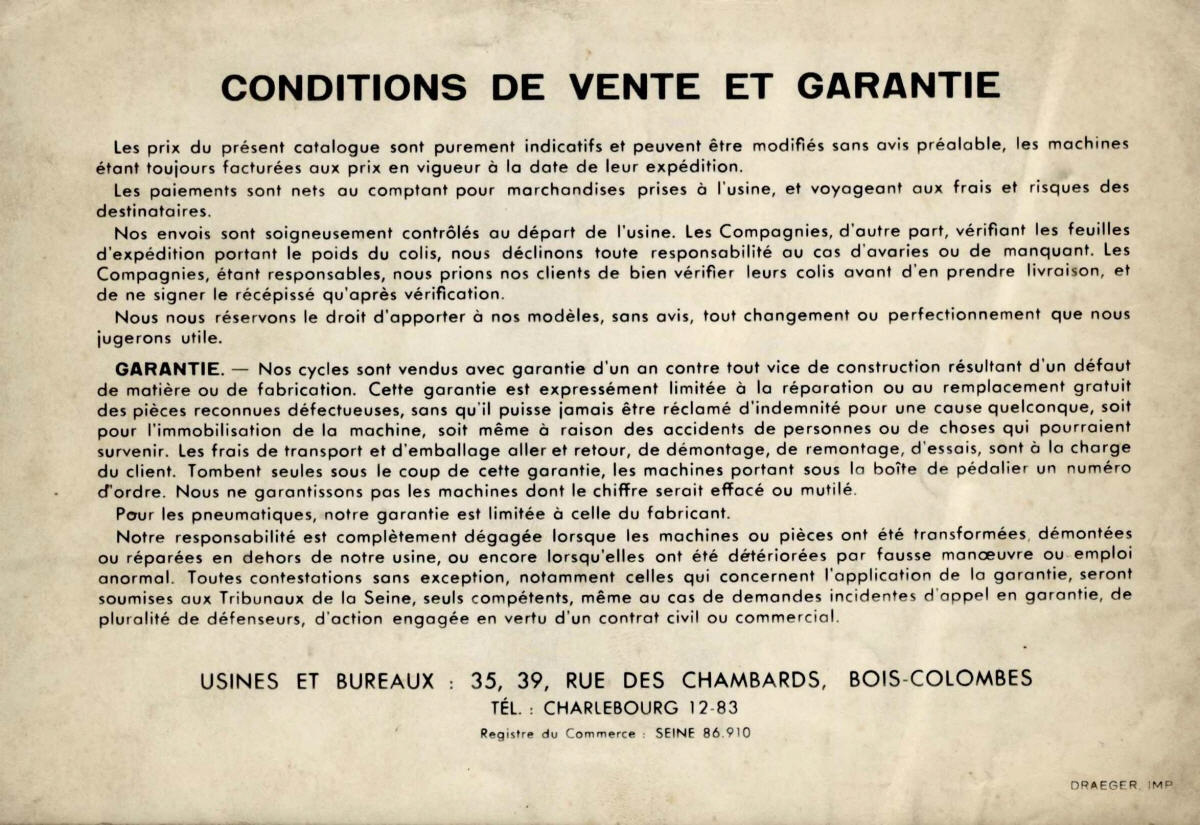 CONDITIONS DE VENTE ET GARANTIE
Les prix du présent catalogue sont purement indicatifs et peuvent être modifiés sans avis préalable, les machines
étant toujours facturées aux prix en vigueur à la date de leur expédition.
Les paiements sont nets au comptant pour marchandises prises à l'usine, et voyageant aux frais et risques des
destinataires.
Nos envois sont soigneusement contrôlés au départ de l'usine. Les Compagnies, d'autre part, vérifiant les feuilles
d'expédition portant le poids du colis, nous déclinons toute responsabilité au cas d'avaries ou de manquant. Les
Compagnies, étant responsables, nous prions nos clients de bien vérifier leurs colis avant d'en prendre livraison, et
de ne signer le récépissé qu'après vérification.
Nous nous réservons le droit d'apporter à nos modèles, sans avis, tout changement ou perfectionnement que nous
jugerons utile.
GARANTIE. — Nos cycles sont vendus avec garantie d'un an contre tout vice de construction résultant d'un défaut
de matière ou de fabrication. Cette garantie est expressément limitée à la réparation ou au remplacement gratuit
des pièces reconnues défectueuses, sans qu'il puisse jamais être réclamé d'indemnité pour une cause quelconque, soit
pour l'immobilisation de la machine, soit même à raison des accidents de personnes ou de choses qui pourraient
survenir. Les frais de transport et d'emballage aller et retour, de démontage, de remontage, d'essais, sont à la charge
du client. Tombent seules sous le coup de cette garantie, les machines portant sous la boîte de pédalier un numéro
d'ordre. Nous ne garantissons pas les machines dont le chiffre serait effacé ou mutilé.
Pour les pneumatiques, notre garantie est limitée à celle du fabricant.
Notre responsabilité est complètement dégagée lorsque les machines ou pièces ont été transformées, démontées
ou réparées en dehors de notre usine, ou encore lorsqu'elles ont été détériorées par fausse manœuvre ou emploi
anormal. Toutes contestations sans exception, notamment celles qui concernent l'application de la garantie, seront
soumises aux Tribunaux de la Seine, seuls compétents, même au cas de demandes incidentes d'appel en garantie, de
pluralité de défenseurs, d'action engagée en vertu d'un contrat civil ou commercial.
USINES ET BUREAUX : 35, 39, RUE DES CHAMBARDS, BOIS-COLOMBES
TÉL. : CHARLEBOURG 12-83
Registre du Commerce : SEINE 86.910
DRAEGER, IMP